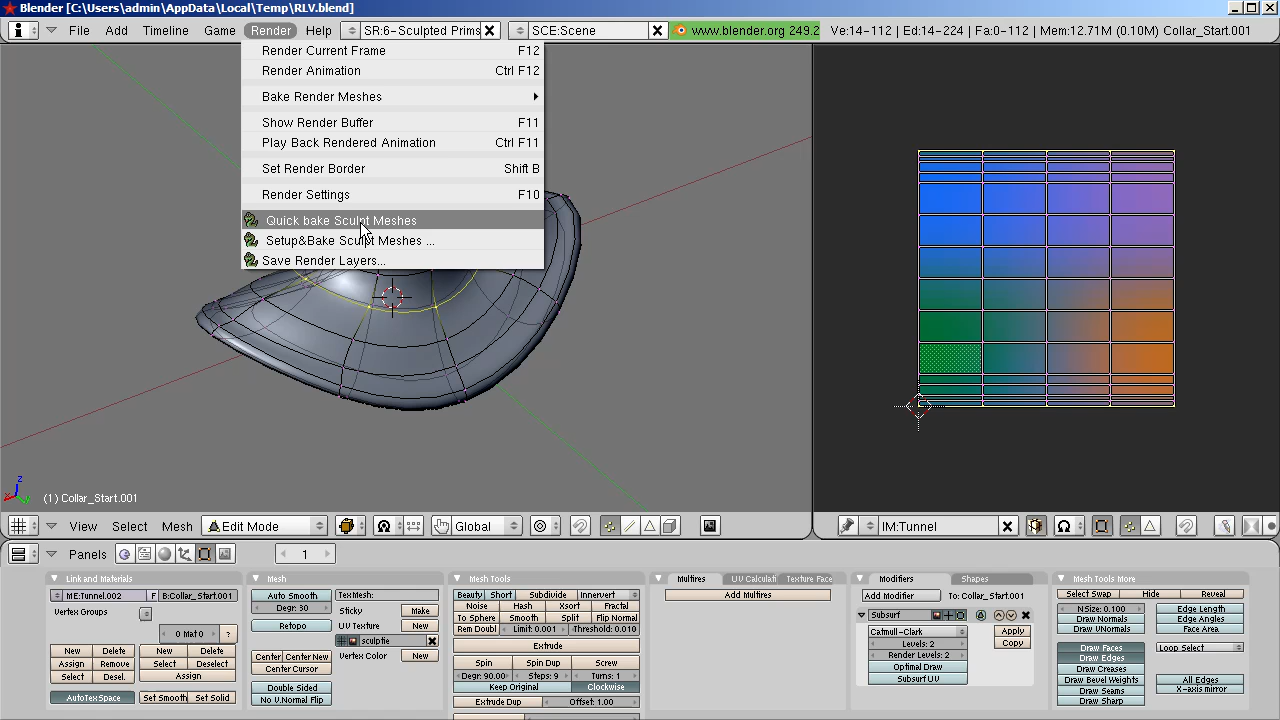 Blender [C:\Users\admin\AppData\Local\Temp\RLV.blend]
File Add Timeline Game Render Help SR:6-Sculpted Prims SCE:Scene www.blender.org 249.2 Ve:14-112 | Ed:14-224 | Fa:0-112 | Mem:12.71M (0.10M) Collar_Start.001
Render Current Frame F12
Render Animation Ctrl F12
Bake Render Meshes
Show Render Buffer F11
Play Back Rendered Animation Ctrl F11
Set Render Border Shift B
Render Settings F10
Quick bake Sculpt Meshes
Setup&Bake Sculpt Meshes ...
Save Render Layers...
z
x
y
(1) Collar_Start.001
View Select Mesh Edit Mode Global IM:Tunnel
Panels 1
Link and Materials
ME:Tunnel.002 F OB:Collar_Start.001
Vertex Groups
0 Mat 0 ?
New Delete New Delete
Assign Remove Select Deselect
Select Desel. Assign
AutoTexSpace Set Smooth Set Solid
Mesh
Auto Smooth
Degr: 30
Retopo
Center Center New
Center Cursor
Double Sided
No V.Normal Flip
TexMesh:
Sticky Make
UV Texture New
sculptie
Vertex Color New
Mesh Tools
Beauty Short Subdivide Innervert
Noise Hash Xsort Fractal
To Sphere Smooth Split Flip Normal
Rem Doubl Limit: 0.001 Threshold: 0.010
Extrude
Spin Spin Dup Screw
Degr: 90.00 Steps: 9 Turns: 1
Keep Original Clockwise
Extrude Dup Offset: 1.00
Multires UV Calculati Texture Face
Add Multires
Modifiers Shapes
Add Modifier To: Collar_Start.001
Subsurf
Catmull-Clark Apply
Levels: 2 Copy
Render Levels: 2
Optimal Draw
Subsurf UV
Mesh Tools More
Select Swap Hide Reveal
NSize: 0.100
Draw Normals
Draw VNormals
Edge Length
Edge Angles
Face Area
Draw Faces
Draw Edges
Draw Creases
Draw Bevel Weights
Draw Seams
Draw Sharp
Loop Select
All Edges
X-axis mirror